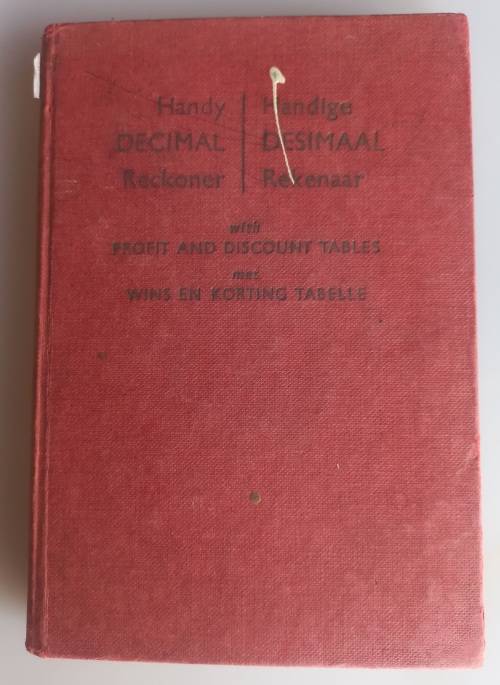 Handy | Handige
DECIMAL | DESIMAAL
Reckoner | Rekenaar
with
PROFIT AND DISCOUNT TABLES
met
WINS EN KORTING TABELLE